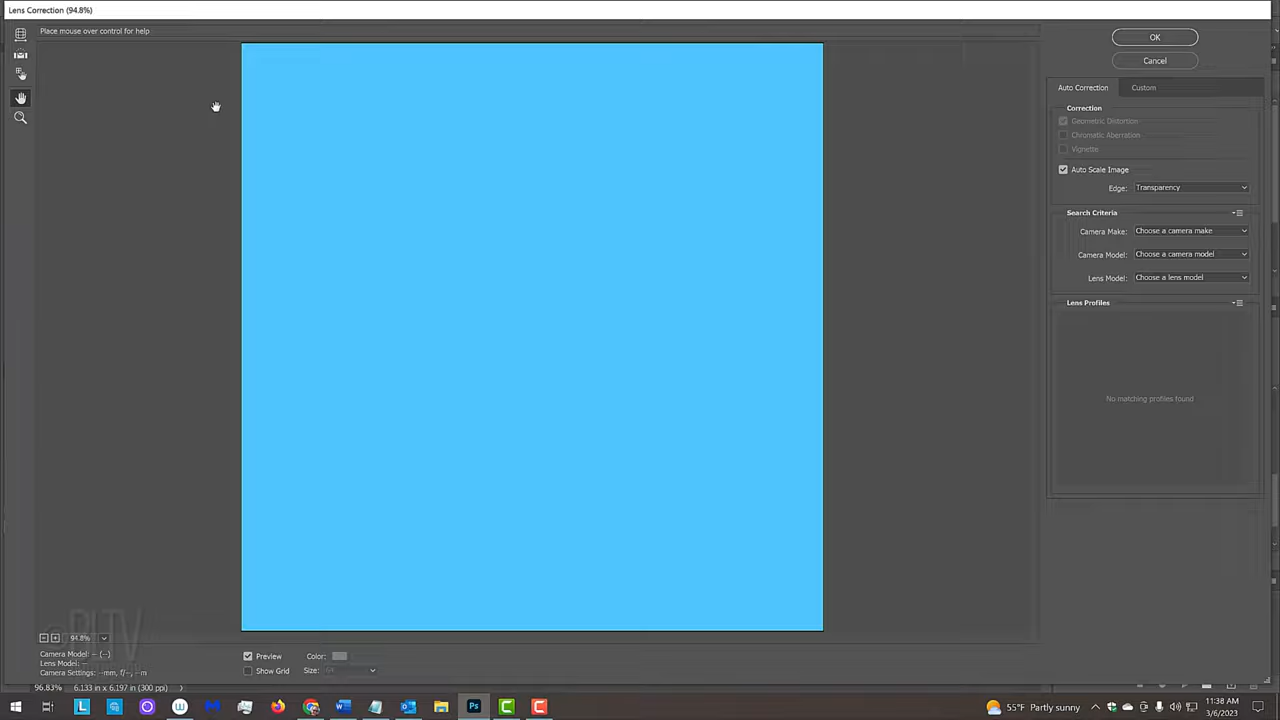 Lens Correction (94.8%)
Place mouse over control for help
OK
Cancel
Auto Correction
Custom
Correction
Geometric Distortion
Chromatic Aberration
Vignette
Auto Scale Image
Edge: Transparency
Search Criteria
Camera Make: Choose a camera make
Camera Model: Choose a camera model
Lens Model: Choose a lens model
Lens Profiles
No matching profiles found
94.8%
Camera Model: -- (--)
Lens Model: --
Camera Settings: --mm, f/--, --m
Preview
Color:
Show Grid
Size: 64
96.83%
6.133 in x 6.197 in (300 ppi)
55°F Partly sunny
11:38 AM
3/6/2023